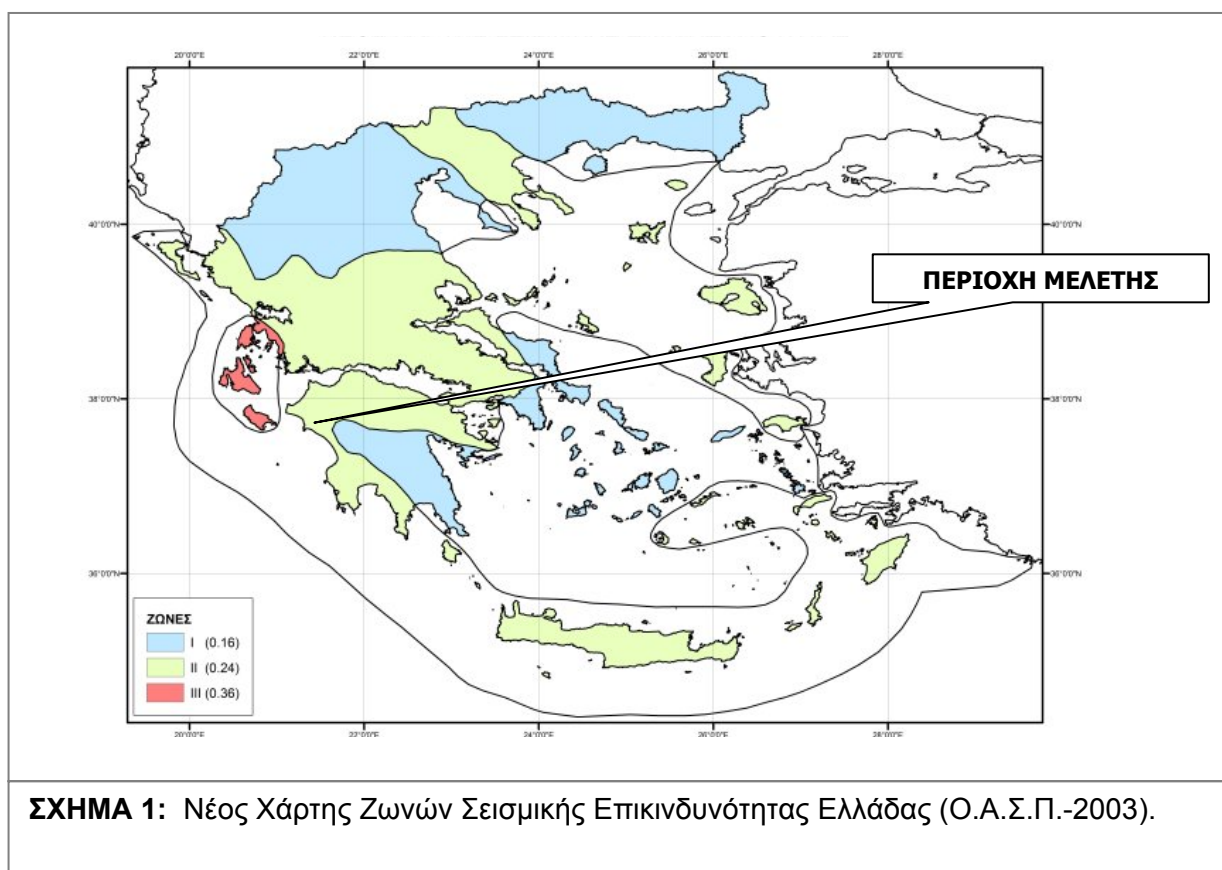 20°0'0"E 22°0'0"E 24°0'0"E 26°0'0"E 28°0'0"E
40°0'0"N 40°0'0"N
ΠΕΡΙΟΧΗ ΜΕΛΕΤΗΣ
38°0'0"N 38°0'0"N
36°0'0"N 36°0'0"N
ΖΩΝΕΣ
I (0.16)
II (0.24)
III (0.36)
20°0'0"E 22°0'0"E 24°0'0"E 26°0'0"E 28°0'0"E
ΣΧΗΜΑ 1: Νέος Χάρτης Ζωνών Σεισμικής Επικινδυνότητας Ελλάδας (Ο.Α.Σ.Π.-2003).